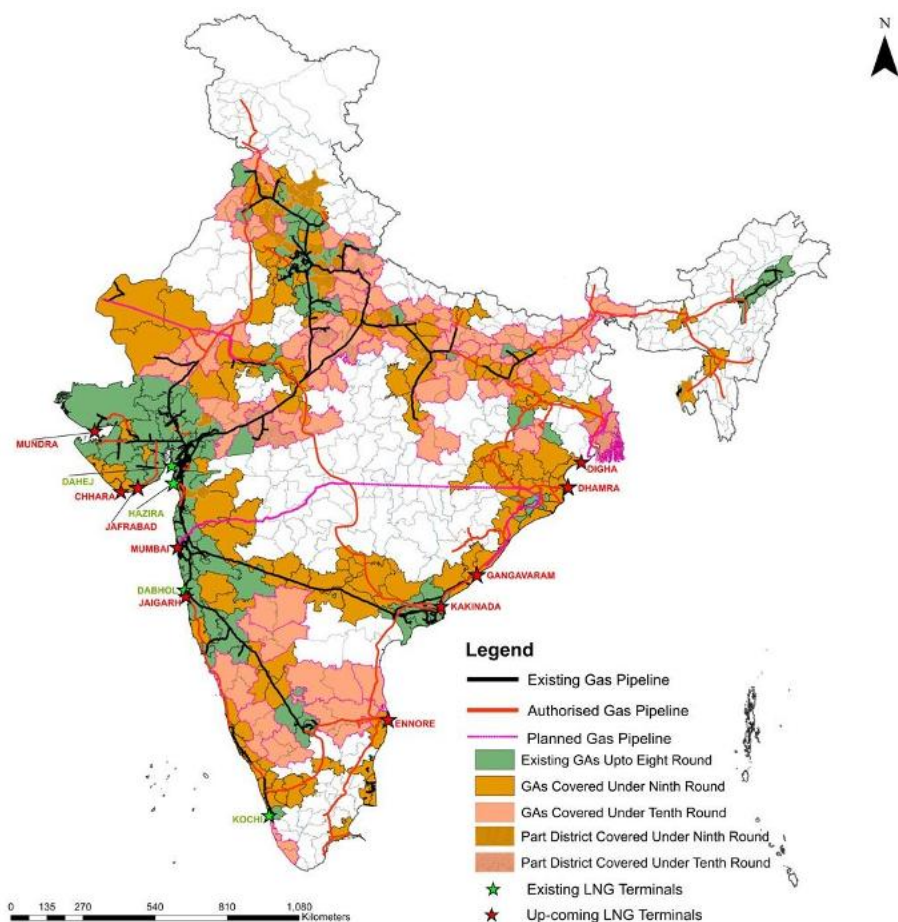 N
MUNDRA
DAHEJ
CHHARA
HAZIRA
JAFRABAD
MUMBAI
DABHOL
JAIGARH
KOCHI
DIGHA
DHAMRA
GANGAVARAM
KAKINADA
ENNORE
Legend
Existing Gas Pipeline
Authorised Gas Pipeline
Planned Gas Pipeline
Existing GAs Upto Eight Round
GAs Covered Under Ninth Round
GAs Covered Under Tenth Round
Part District Covered Under Ninth Round
Part District Covered Under Tenth Round
Existing LNG Terminals
Up-coming LNG Terminals
0 135 270 540 810 1,080
Kilometers